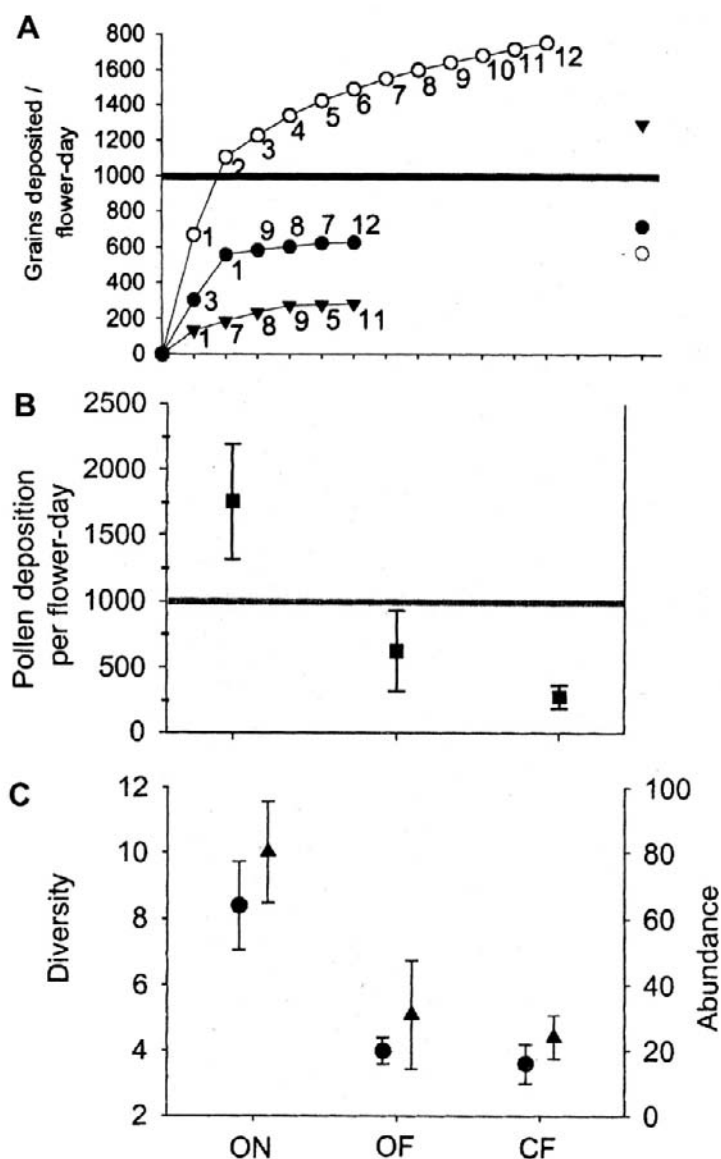 A
800
1600
1400
1200
1000
800
600
400
200
0
Grains deposited /
flower-day
1 2 3 4 5 6 7 8 9 10 11 12
3 1 9 8 7 12
1 7 8 9 5 11
B
2500
2000
1500
1000
500
0
Pollen deposition
per flower-day
C
12
10
8
6
4
2
Diversity
100
80
60
40
20
0
Abundance
ON OF CF